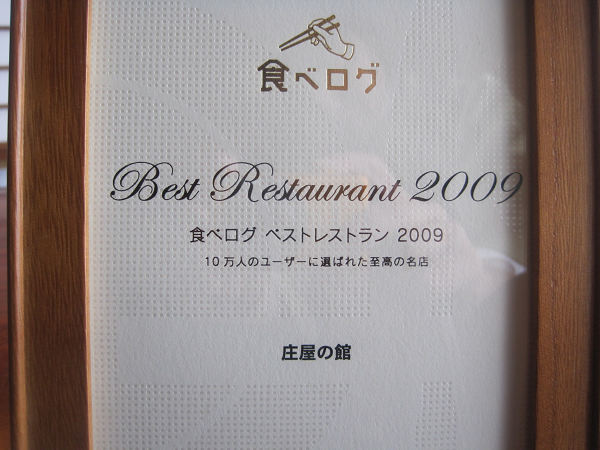 食べログ
Best Restaurant 2009
食べログ ベストレストラン 2009
10万人のユーザーに選ばれた至高の名店
庄屋の館